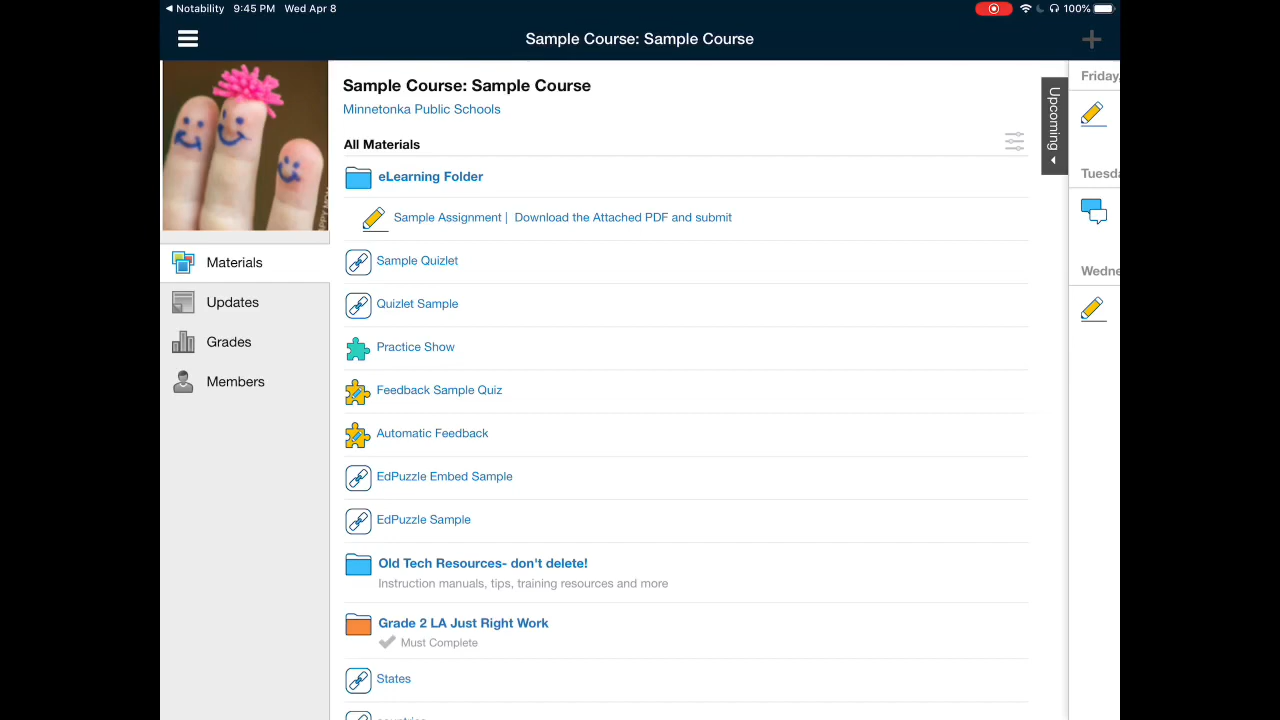 Notability 9:45 PM Wed Apr 8 100%
Sample Course: Sample Course
Sample Course: Sample Course
Minnetonka Public Schools
All Materials
eLearning Folder
Sample Assignment | Download the Attached PDF and submit
Sample Quizlet
Quizlet Sample
Practice Show
Feedback Sample Quiz
Automatic Feedback
EdPuzzle Embed Sample
EdPuzzle Sample
Old Tech Resources- don't delete!
Instruction manuals, tips, training resources and more
Grade 2 LA Just Right Work
Must Complete
States
Materials
Updates
Grades
Members
Upcoming
Friday,
Tuesda
Wedne